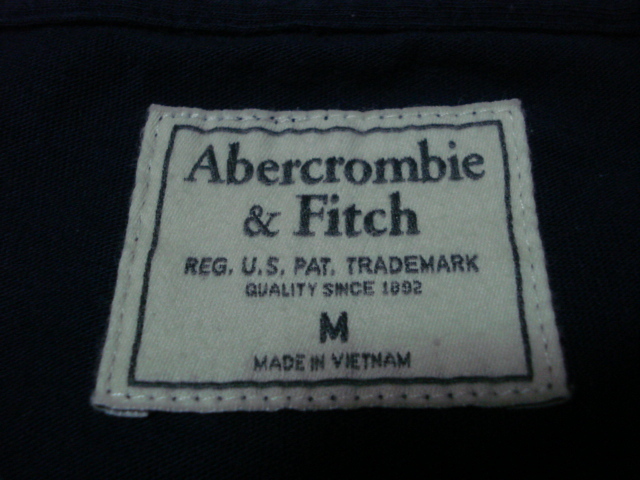 Abercrombie
& Fitch
REG. U.S. PAT. TRADEMARK
QUALITY SINCE 1892
M
MADE IN VIETNAM